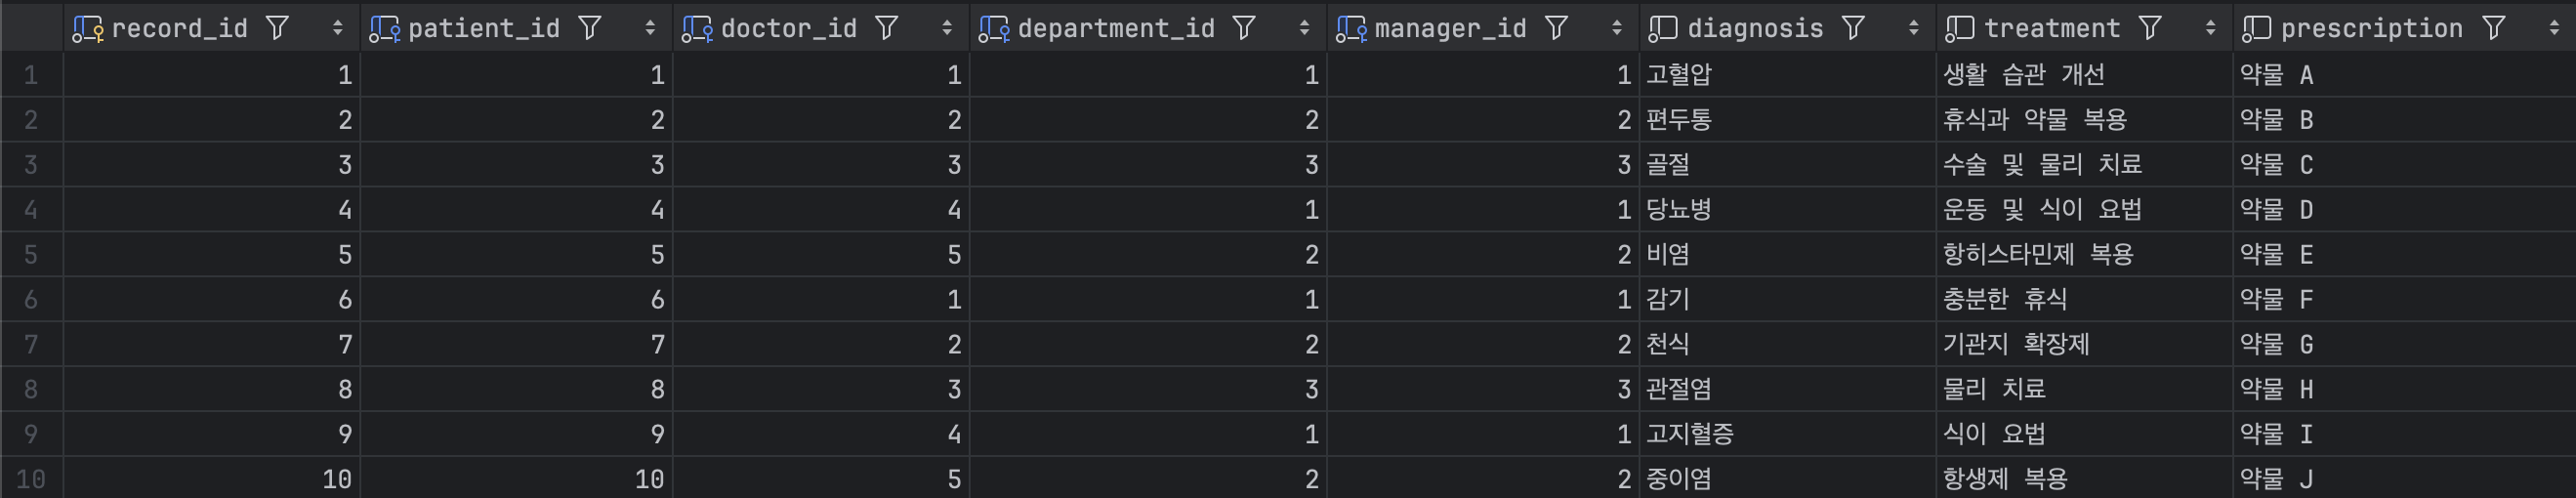 record_id patient_id doctor_id department_id manager_id diagnosis treatment prescription
1 1 1 1 1 1 고혈압 생활 습관 개선 약물 A
2 2 2 2 2 2 편두통 휴식과 약물 복용 약물 B
3 3 3 3 3 3 골절 수술 및 물리 치료 약물 C
4 4 4 4 1 1 당뇨병 운동 및 식이 요법 약물 D
5 5 5 5 2 2 비염 항히스타민제 복용 약물 E
6 6 6 1 1 1 감기 충분한 휴식 약물 F
7 7 7 2 2 2 천식 기관지 확장제 약물 G
8 8 8 3 3 3 관절염 물리 치료 약물 H
9 9 9 4 1 1 고지혈증 식이 요법 약물 I
10 10 10 5 2 2 중이염 항생제 복용 약물 J